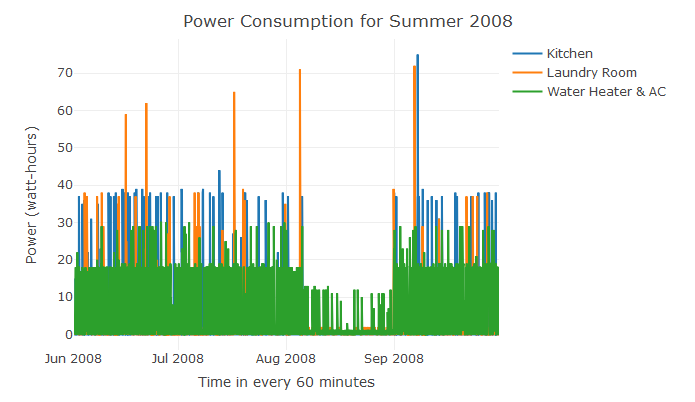 Power Consumption for Summer 2008
Kitchen
Laundry Room
Water Heater & AC
Power (watt-hours)
70
60
50
40
30
20
10
0
Jun 2008
Jul 2008
Aug 2008
Sep 2008
Time in every 60 minutes